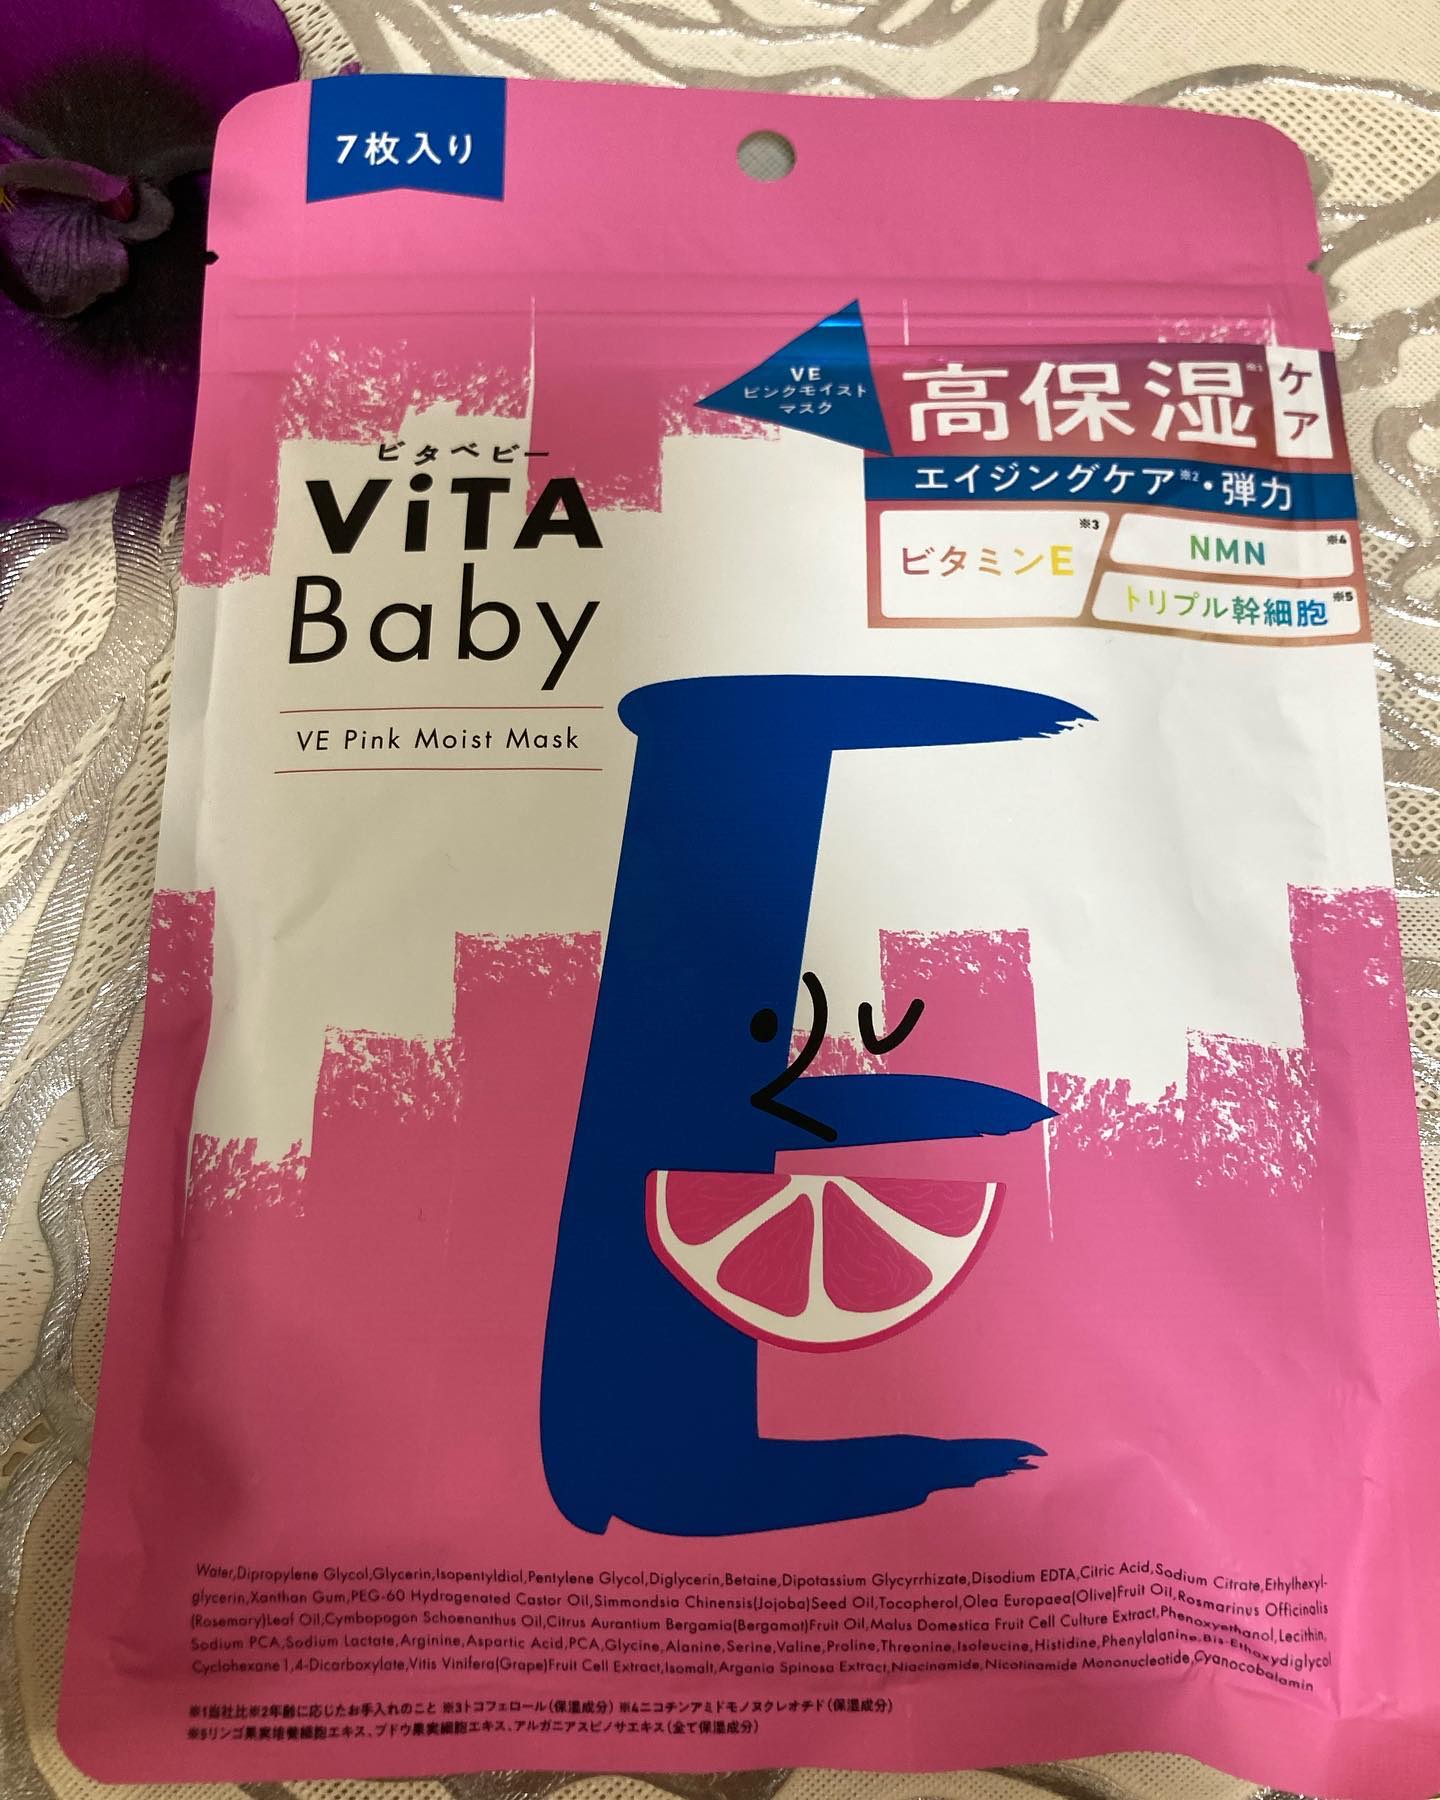 7枚入り
VE
ピンクモイスト
マスク
高保湿※1
ケア
エイジングケア※2・弾力
ビタミンE※3
NMN※4
トリプル幹細胞※5
ビタベビー
ViTA
Baby
VE Pink Moist Mask
Water,Dipropylene Glycol,Glycerin,Isopentyldiol,Pentylene Glycol,Diglycerin,Betaine,Dipotassium Glycyrrhizate,Disodium EDTA,Citric Acid,Sodium Citrate,Ethylhexyl-
glycerin,Xanthan Gum,PEG-60 Hydrogenated Castor Oil,Simmondsia Chinensis(Jojoba)Seed Oil,Tocopherol,Olea Europaea(Olive)Fruit Oil,Rosmarinus Officinalis
(Rosemary)Leaf Oil,Cymbopogon Schoenanthus Oil,Citrus Aurantium Bergamia(Bergamot)Fruit Oil,Malus Domestica Fruit Cell Culture Extract,Phenoxyethanol,Lecithin,
Sodium PCA,Sodium Lactate,Arginine,Aspartic Acid,PCA,Glycine,Alanine,Serine,Valine,Proline,Threonine,Isoleucine,Histidine,Phenylalanine,Bis-Ethoxydiglycol
Cyclohexane1,4-Dicarboxylate,Vitis Vinifera(Grape)Fruit Cell Extract,Isomalt,Argania Spinosa Extract,Niacinamide,Nicotinamide Mononucleotide,Cyanocobalamin
※1当社比※2年齢に応じたお手入れのこと ※3トコフェロール(保湿成分) ※4ニコチンアミドモノヌクレオチド(保湿成分)
※5リンゴ果実培養細胞エキス、ブドウ果実細胞エキス、アルガニアスピノサエキス(全て保湿成分)